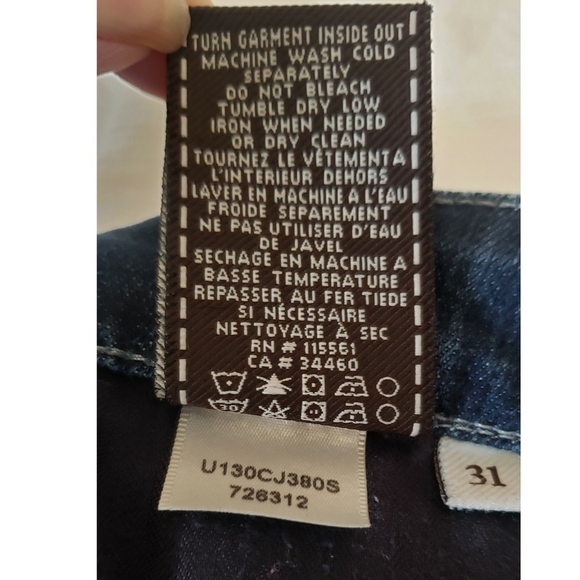 TURN GARMENT INSIDE OUT
MACHINE WASH COLD
SEPARATELY
DO NOT BLEACH
TUMBLE DRY LOW
IRON WHEN NEEDED
OR DRY CLEAN
TOURNEZ LE VÉTEMENT A
L'INTERIEUR DEHORS
LAVER EN MACHINE A L'EAU
FROIDE SEPAREMENT
NE PAS UTILISER D'EAU
DE JAVEL
SECHAGE EN MACHINE A
BASSE TEMPERATURE
REPASSER AU FER TIEDE
SI NÉCESSAIRE
NETTOYAGE À SEC
RN # 115561
CA # 34460
30
U130CJ380S
726312
31